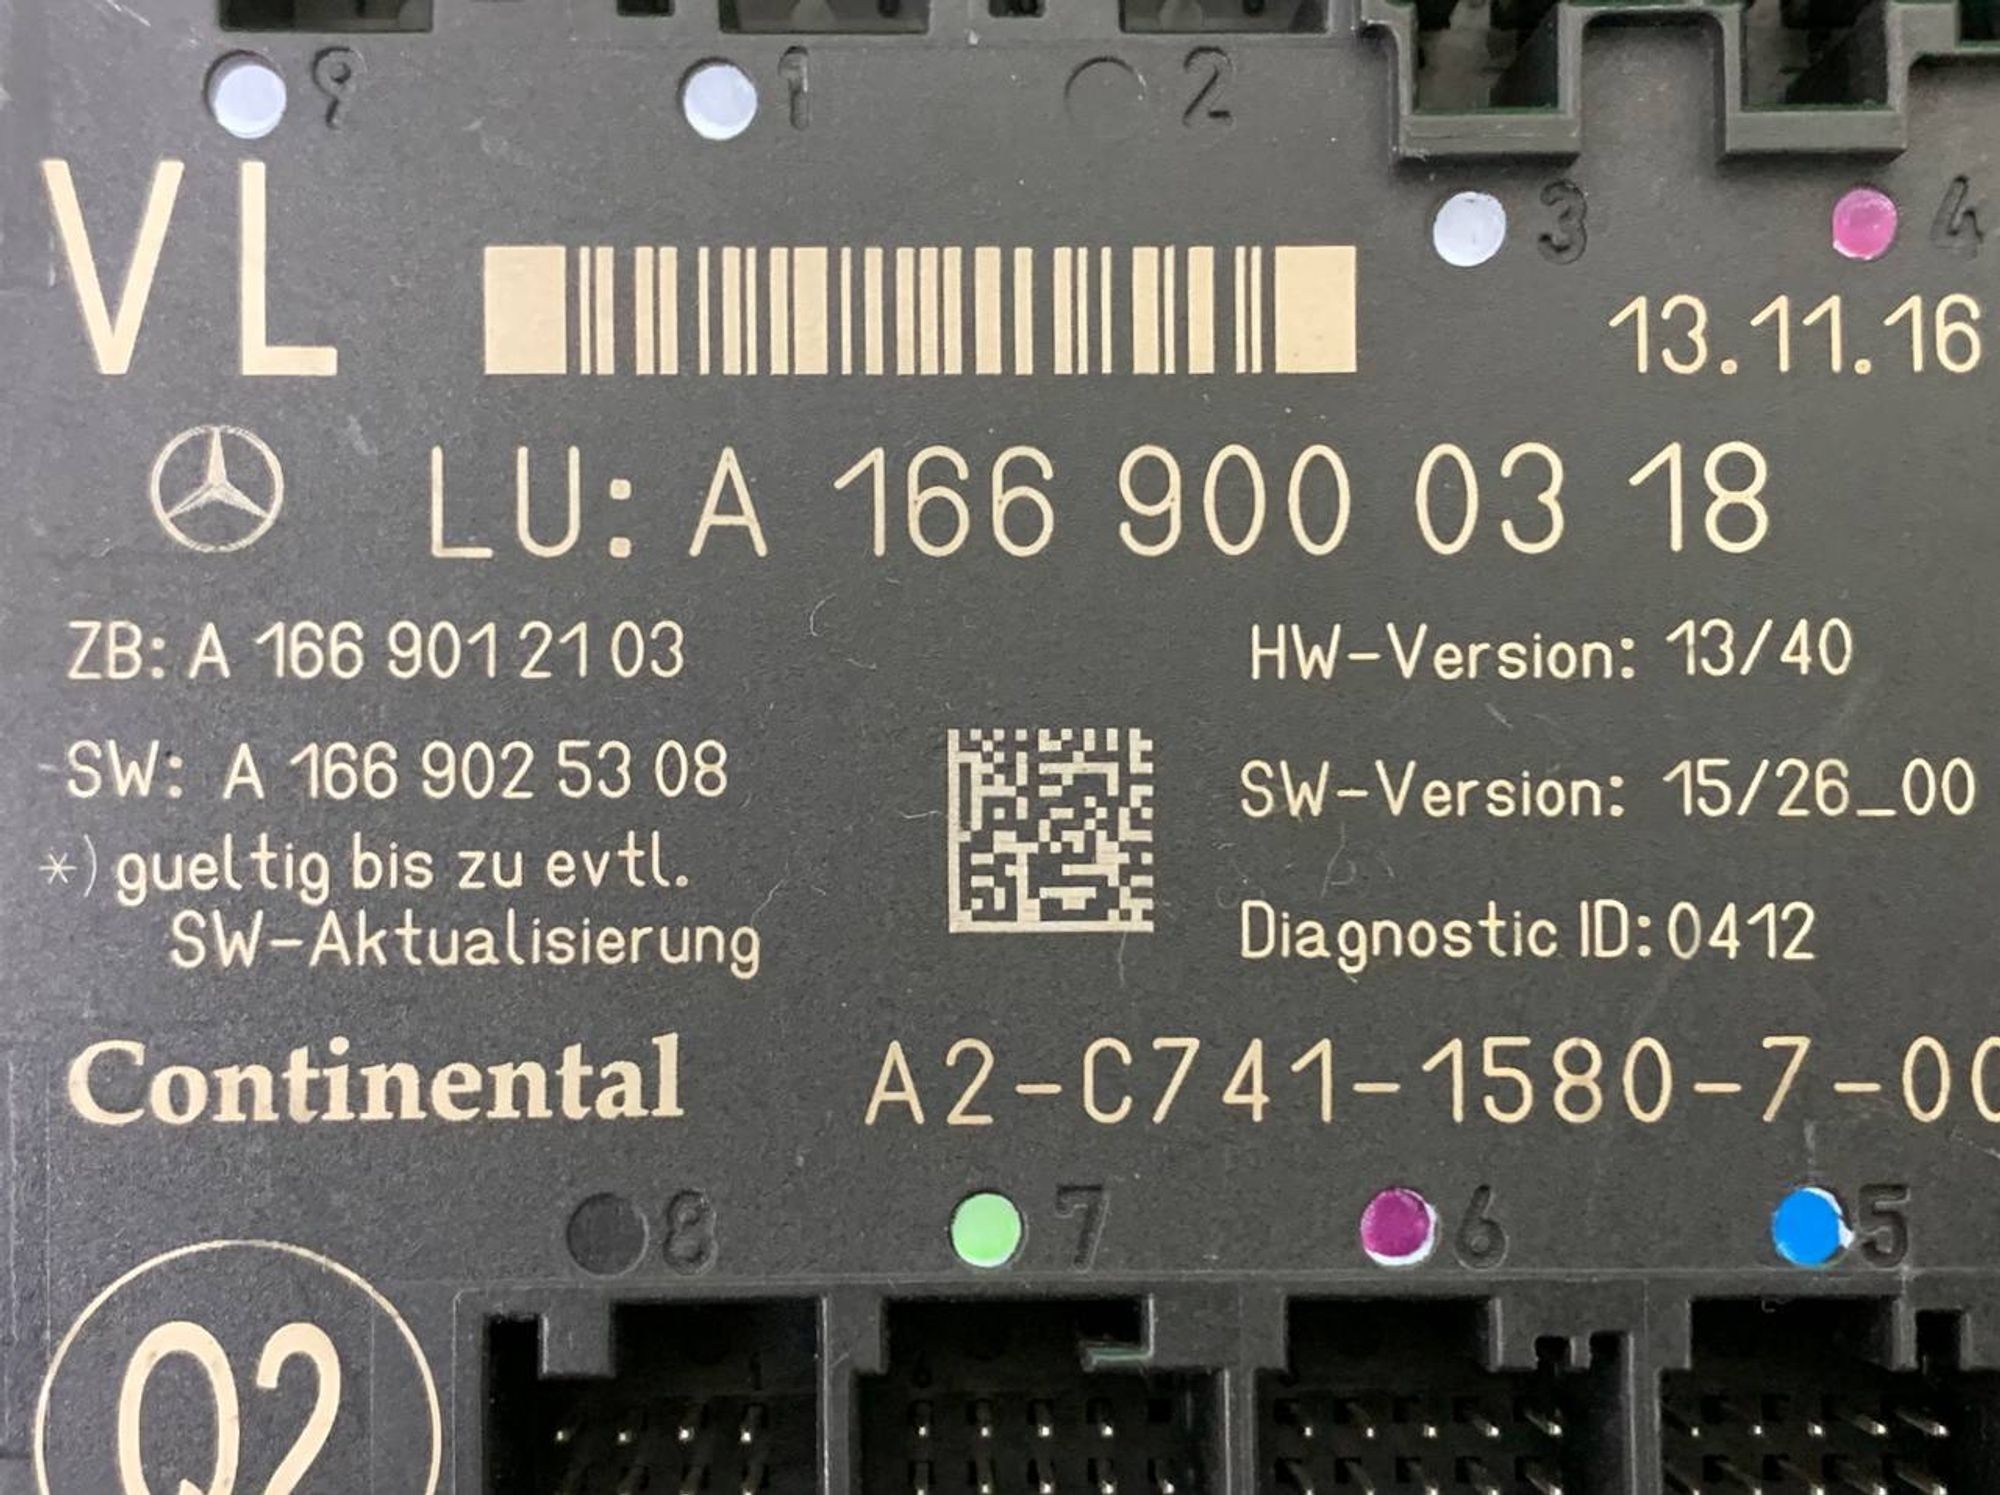 9 1 2
3 4
VL
13.11.16
LU: A 166 900 03 18
ZB: A 166 901 21 03
HW-Version: 13/40
SW: A 166 902 53 08
SW-Version: 15/26_00
*) gueltig bis zu evtl.
SW-Aktualisierung
Diagnostic ID: 0412
Continental
A2-C741-1580-7-00
8 7 6 5
Q2